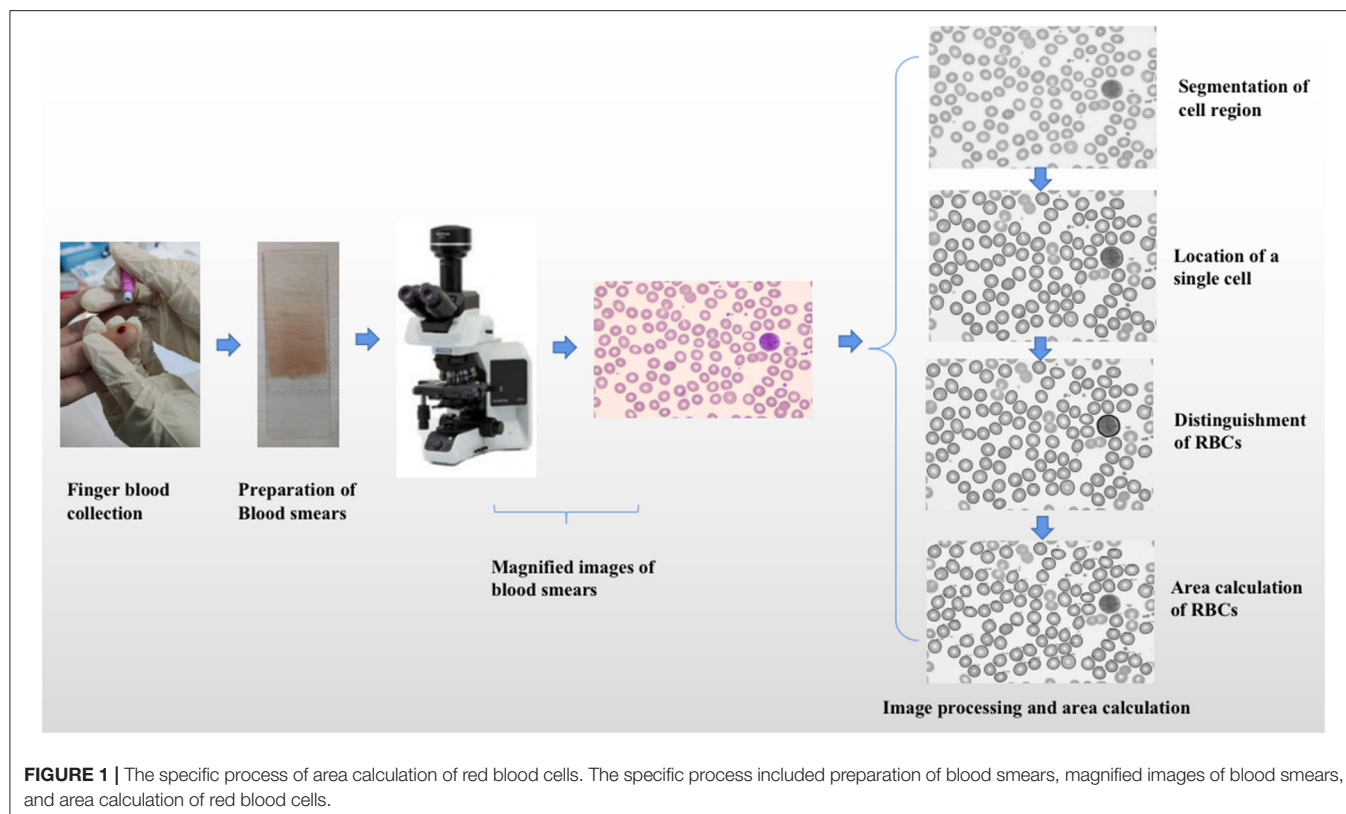 Finger blood
collection
Preparation of
Blood smears
Magnified images of
blood smears
Segmentation of
cell region
Location of a
single cell
Distinguishment
of RBCs
Area calculation
of RBCs
Image processing and area calculation
FIGURE 1 | The specific process of area calculation of red blood cells. The specific process included preparation of blood smears, magnified images of blood smears,
and area calculation of red blood cells.